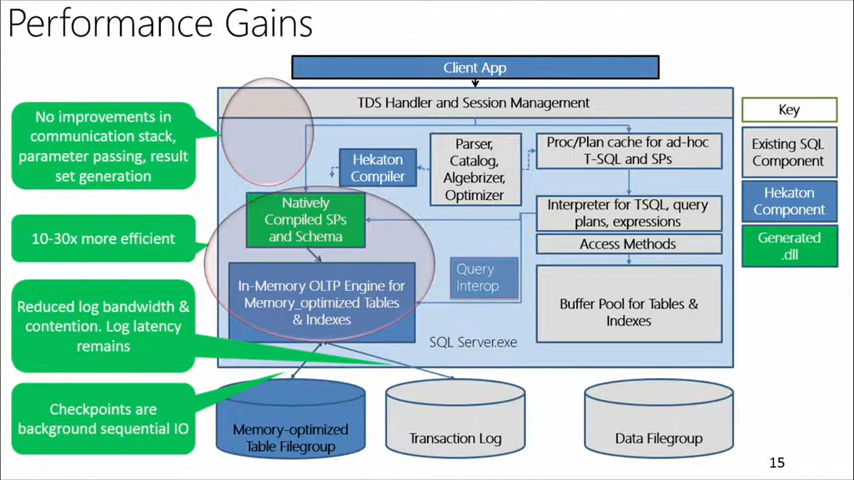 Performance Gains
Client App
TDS Handler and Session Management
No improvements in
communication stack,
parameter passing, result
set generation
10-30x more efficient
Reduced log bandwidth &
contention. Log latency
remains
Checkpoints are
background sequential IO
Hekaton
Compiler
Parser,
Catalog,
Algebrizer,
Optimizer
Proc/Plan cache for ad-hoc
T-SQL and SPs
Natively
Compiled SPs
and Schema
Interpreter for TSQL, query
plans, expressions
Access Methods
In-Memory OLTP Engine for
Memory_optimized Tables
& Indexes
Query
Interop
Buffer Pool for Tables &
Indexes
SQL Server.exe
Memory-optimized
Table Filegroup
Transaction Log
Data Filegroup
Key
Existing SQL
Component
Hekaton
Component
Generated
.dll
15